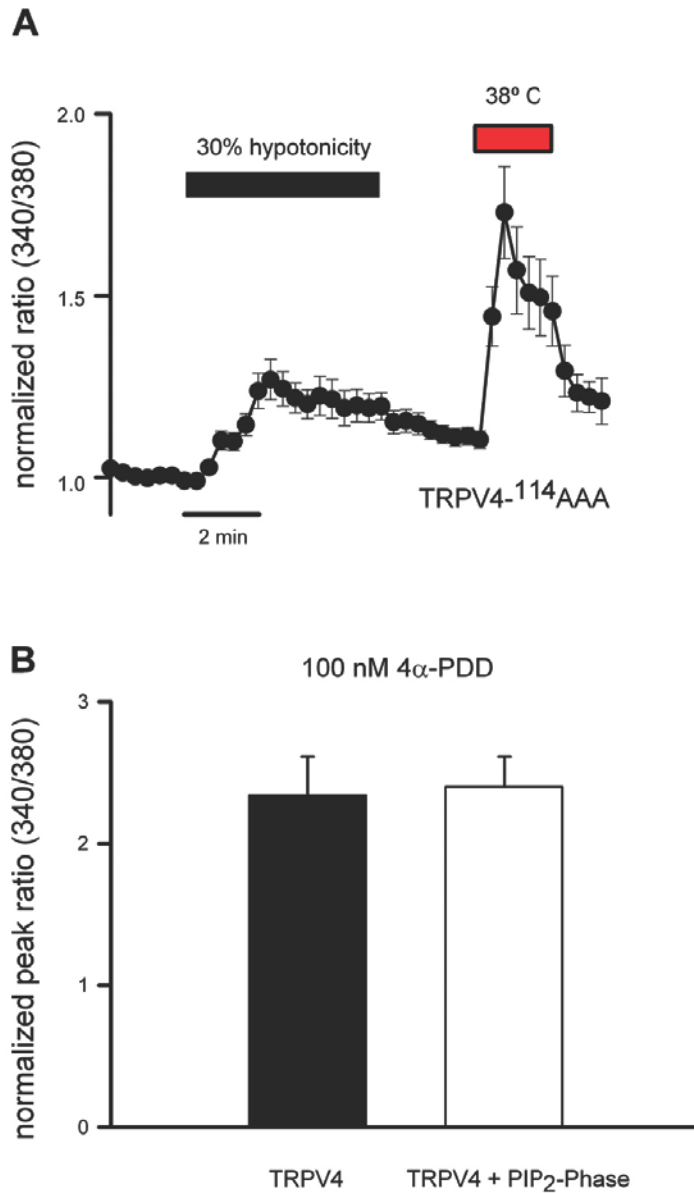 A
38º C
30% hypotonicity
2.0
1.5
1.0
normalized ratio (340/380)
2 min
TRPV4-¹¹⁴AAA
B
100 nM 4α-PDD
3
2
1
0
normalized peak ratio (340/380)
TRPV4
TRPV4 + PIP₂-Phase